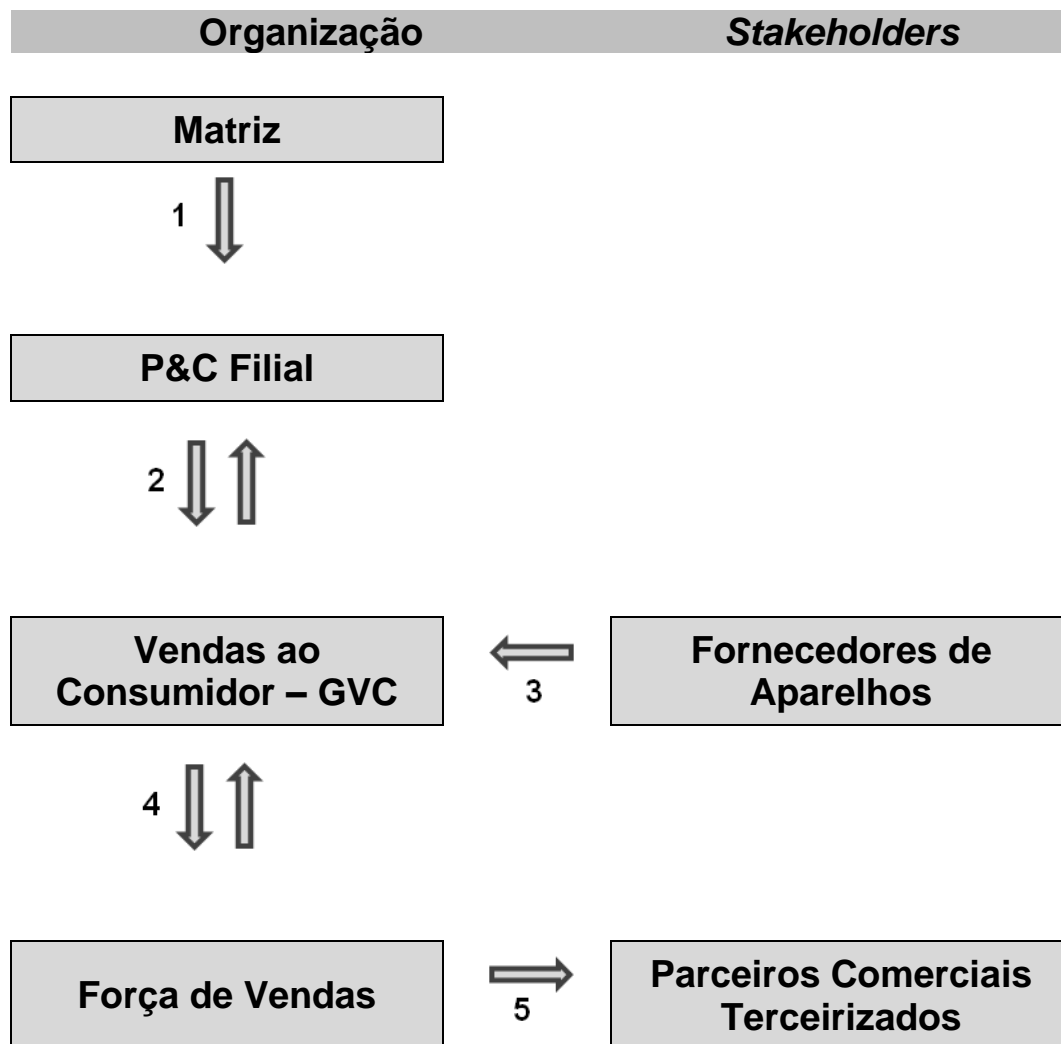 Organização Stakeholders
Matriz
1
P&C Filial
2
Vendas ao
Consumidor – GVC
3
Fornecedores de
Aparelhos
4
Força de Vendas
5
Parceiros Comerciais
Terceirizados